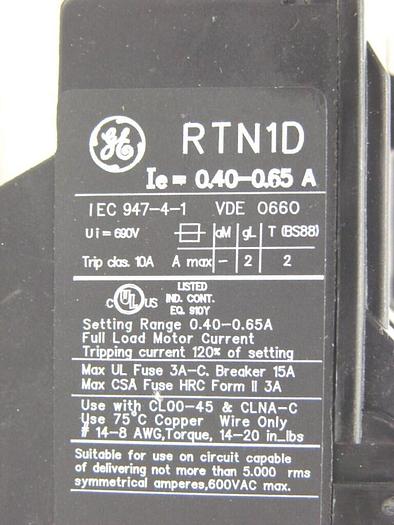 GE RTN1D
Ie = 0.40-0.65 A
IEC 947-4-1 VDE 0660
Ui = 690V aM gL T (BS88)
Trip clas. 10A A max - 2 2
LISTED
C UL US IND. CONT.
EQ. 910Y
Setting Range 0.40-0.65A
Full Load Motor Current
Tripping current 120% of setting
Max UL Fuse 3A-C. Breaker 15A
Max CSA Fuse HRC Form II 3A
Use with CL00-45 & CLNA-C
Use 75°C Copper Wire Only
# 14-8 AWG,Torque, 14-20 in_lbs
Suitable for use on circuit capable
of delivering not more than 5.000 rms
symmetrical amperes,600VAC max.